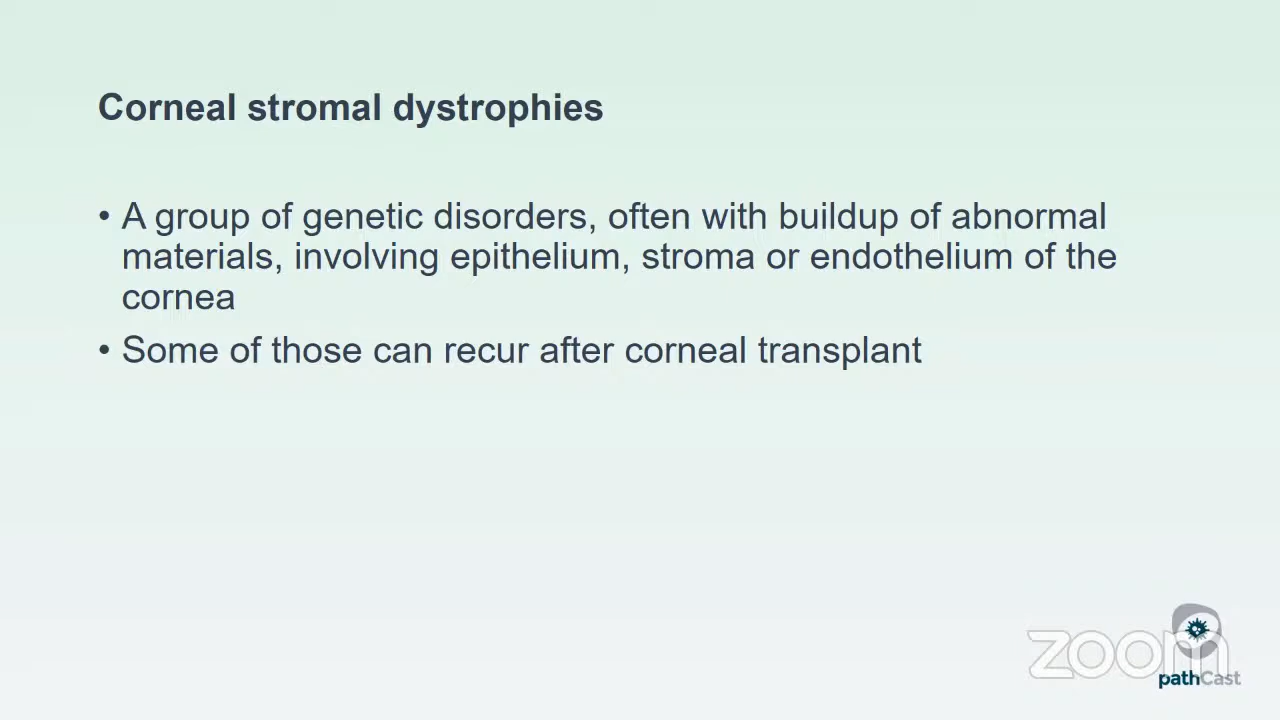 Corneal stromal dystrophies
• A group of genetic disorders, often with buildup of abnormal
materials, involving epithelium, stroma or endothelium of the
cornea
• Some of those can recur after corneal transplant
zoom
pathCast